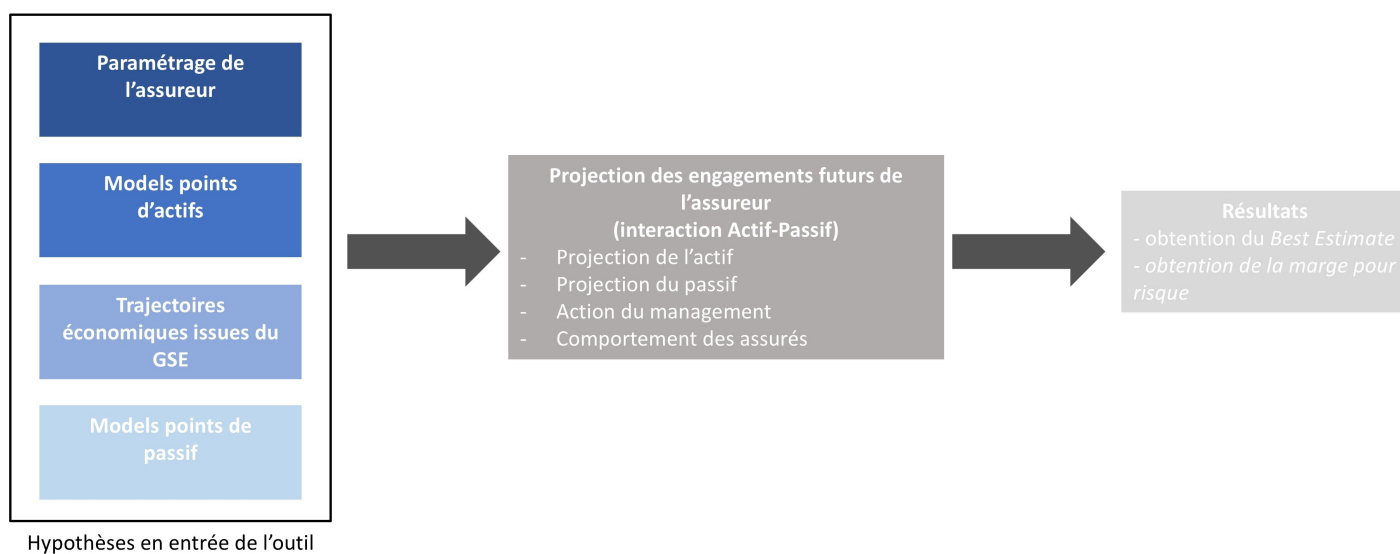 Paramétrage de
l'assureur
Models points
d'actifs
Trajectoires
économiques issues du
GSE
Models points de
passif
Hypothèses en entrée de l'outil
Projection des engagements futurs de
l'assureur
(interaction Actif-Passif)
- Projection de l'actif
- Projection du passif
- Action du management
- Comportement des assurés
Résultats
- obtention du Best Estimate
- obtention de la marge pour
risque